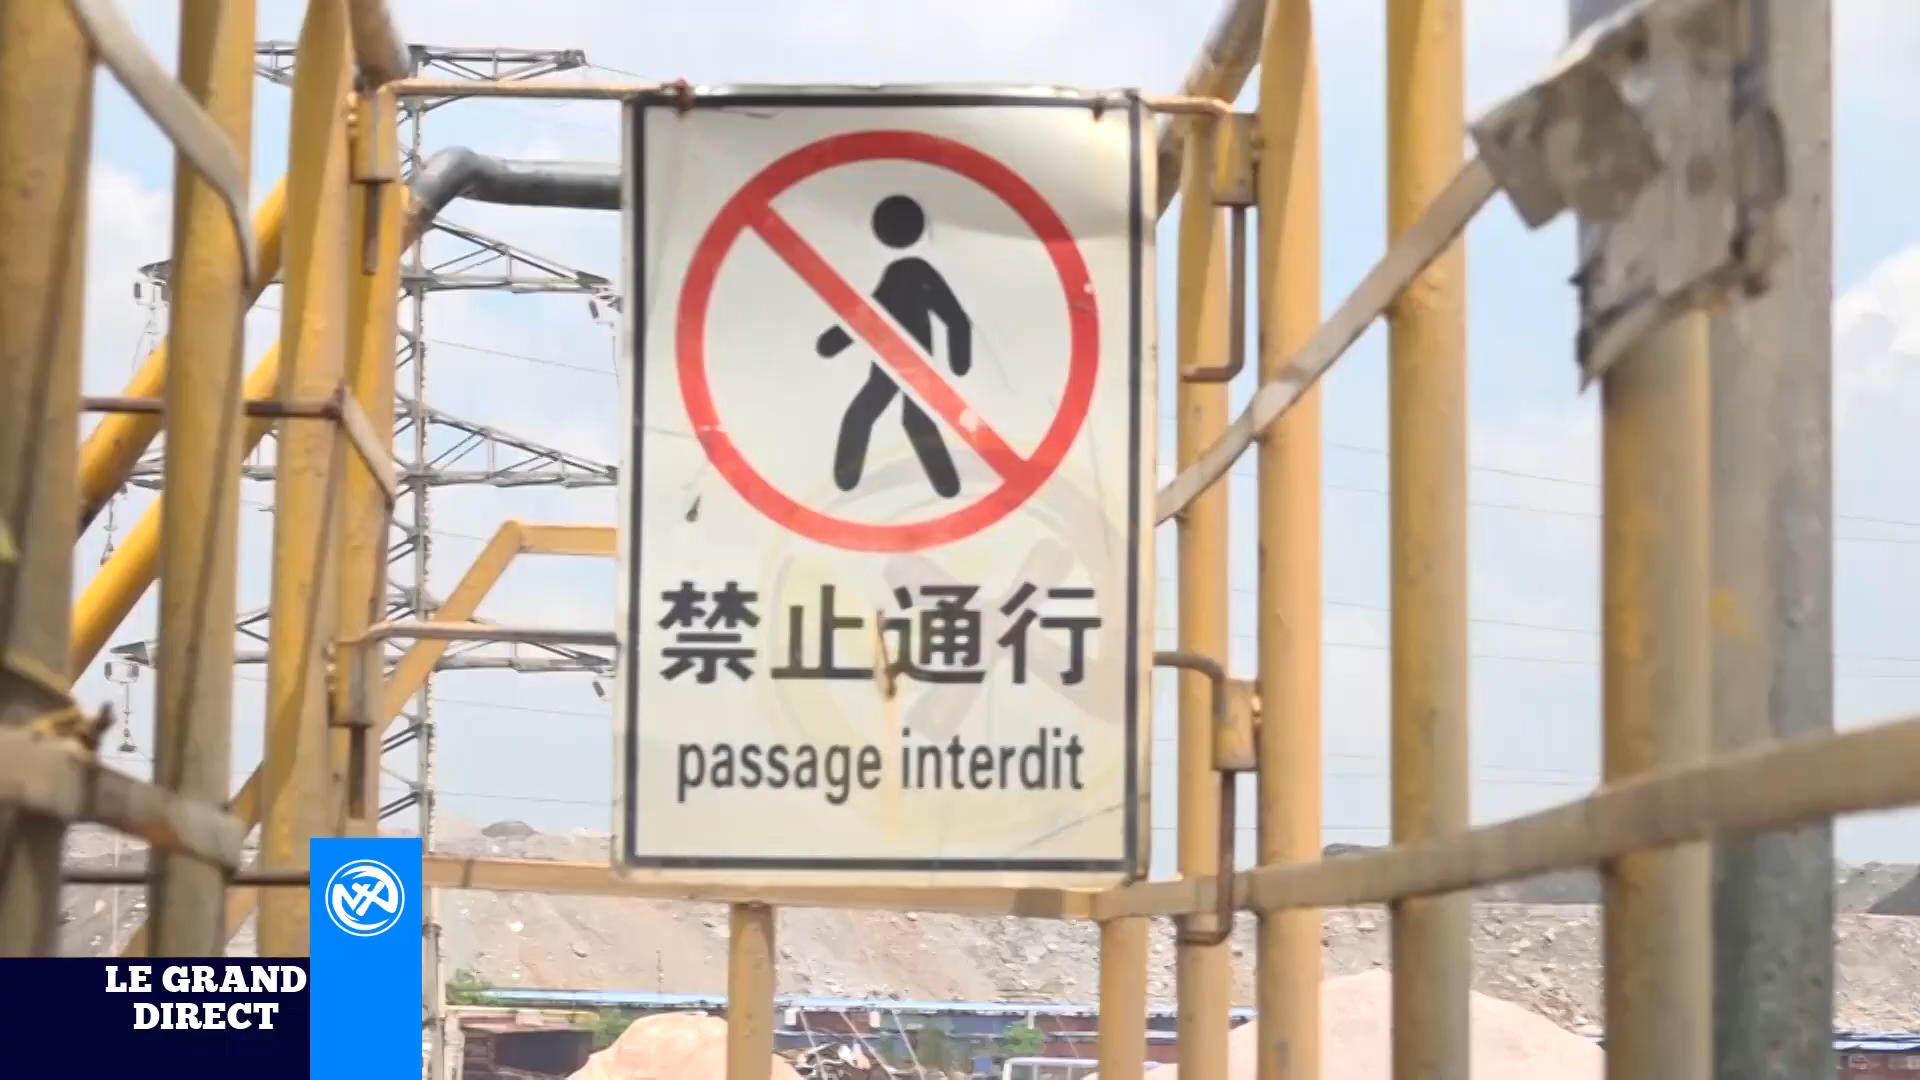 禁止通行
passage interdit
LE GRAND
DIRECT